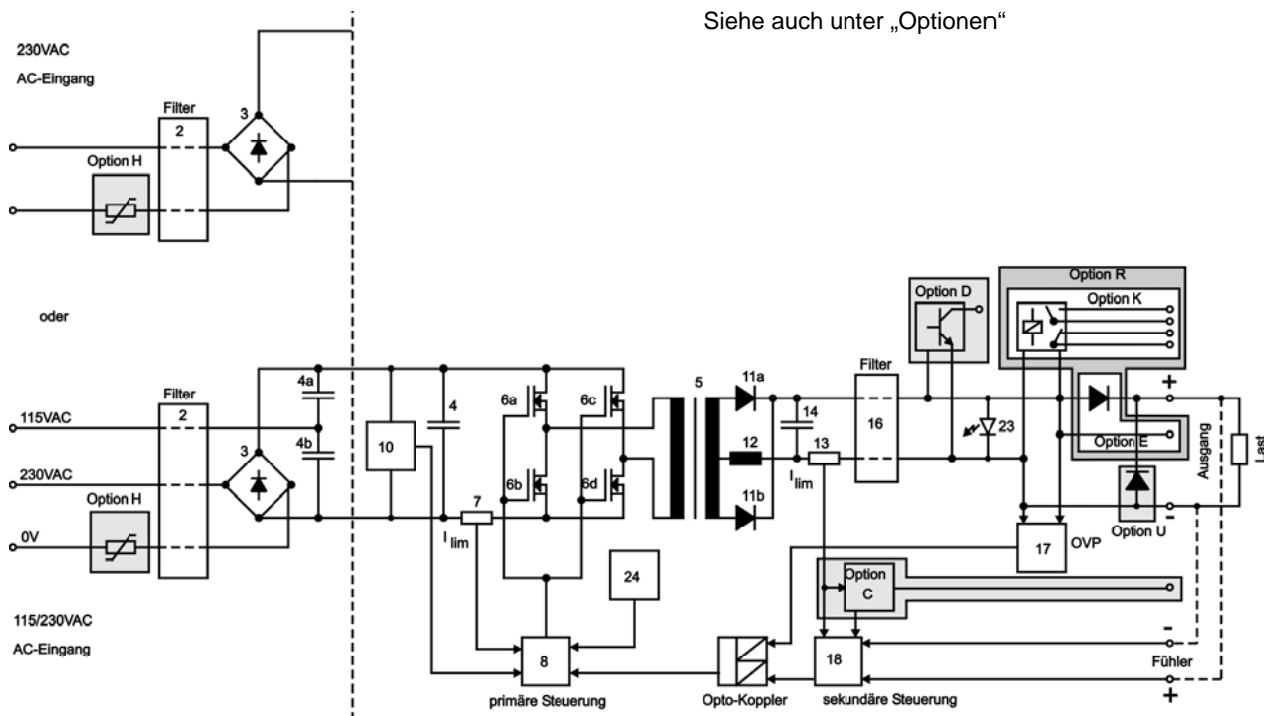 Siehe auch unter „Optionen“
230VAC
AC-Eingang
Filter
2
3
Option H
oder
Option R
Option K
Option D
Filter
2
3
4a
4b
115VAC
230VAC
Option H
0V
115/230VAC
AC-Eingang
10
4
6a
6c
6b
6d
7
I lim
5
11a
12
11b
14
13
I lim
Filter
16
23
+
Option E
Ausgang
Last
-
Option U
17
OVP
24
Option
C
8
primäre Steuerung
Opto-Koppler
18
sekundäre Steuerung
-
Fühler
+